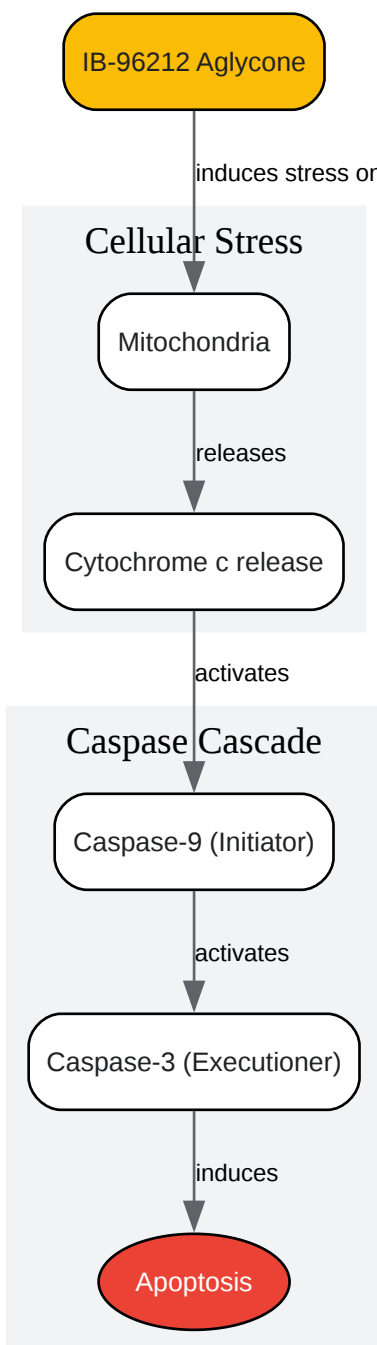 IB-96212 Aglycone
induces stress on
Cellular Stress
Mitochondria
releases
Cytochrome c release
activates
Caspase Cascade
Caspase-9 (Initiator)
activates
Caspase-3 (Executioner)
induces
Apoptosis